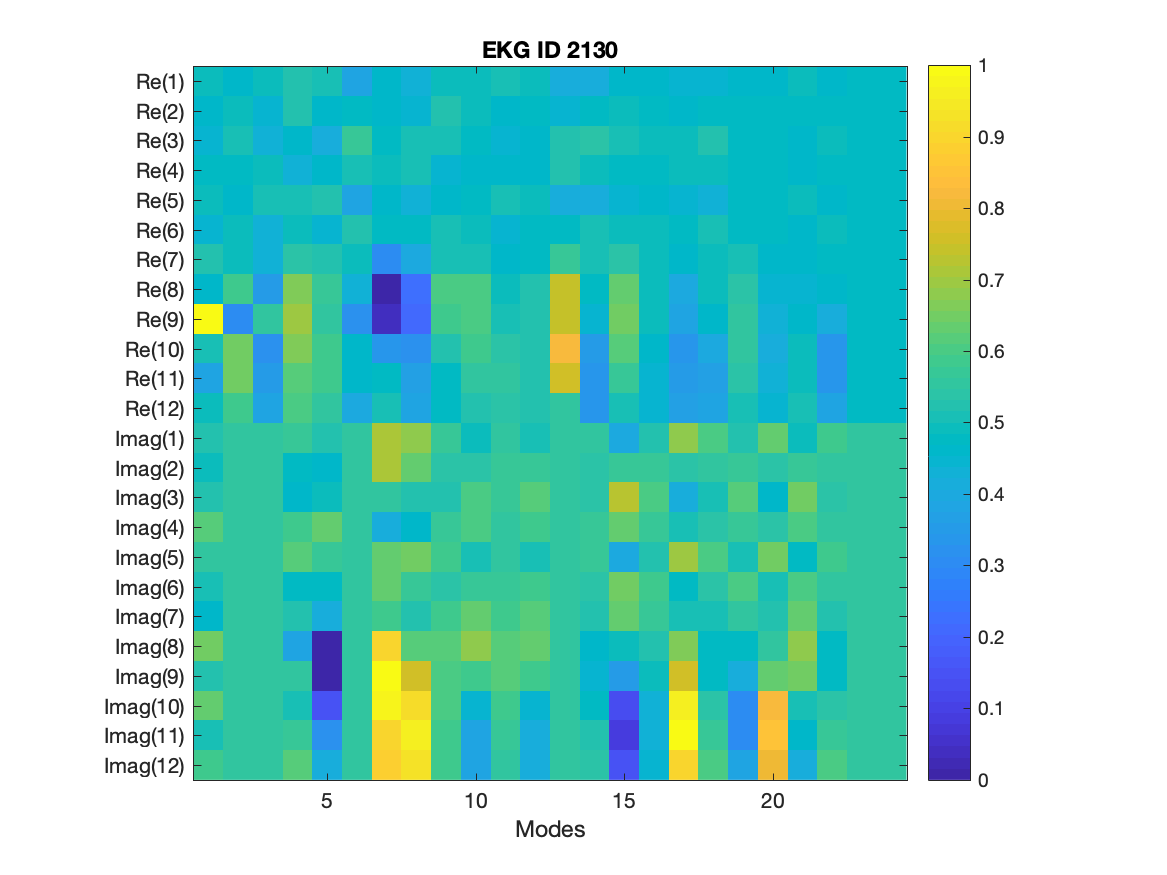 EKG ID 2130
Re(1)
Re(2)
Re(3)
Re(4)
Re(5)
Re(6)
Re(7)
Re(8)
Re(9)
Re(10)
Re(11)
Re(12)
Imag(1)
Imag(2)
Imag(3)
Imag(4)
Imag(5)
Imag(6)
Imag(7)
Imag(8)
Imag(9)
Imag(10)
Imag(11)
Imag(12)
5 10 15 20
Modes
1
0.9
0.8
0.7
0.6
0.5
0.4
0.3
0.2
0.1
0